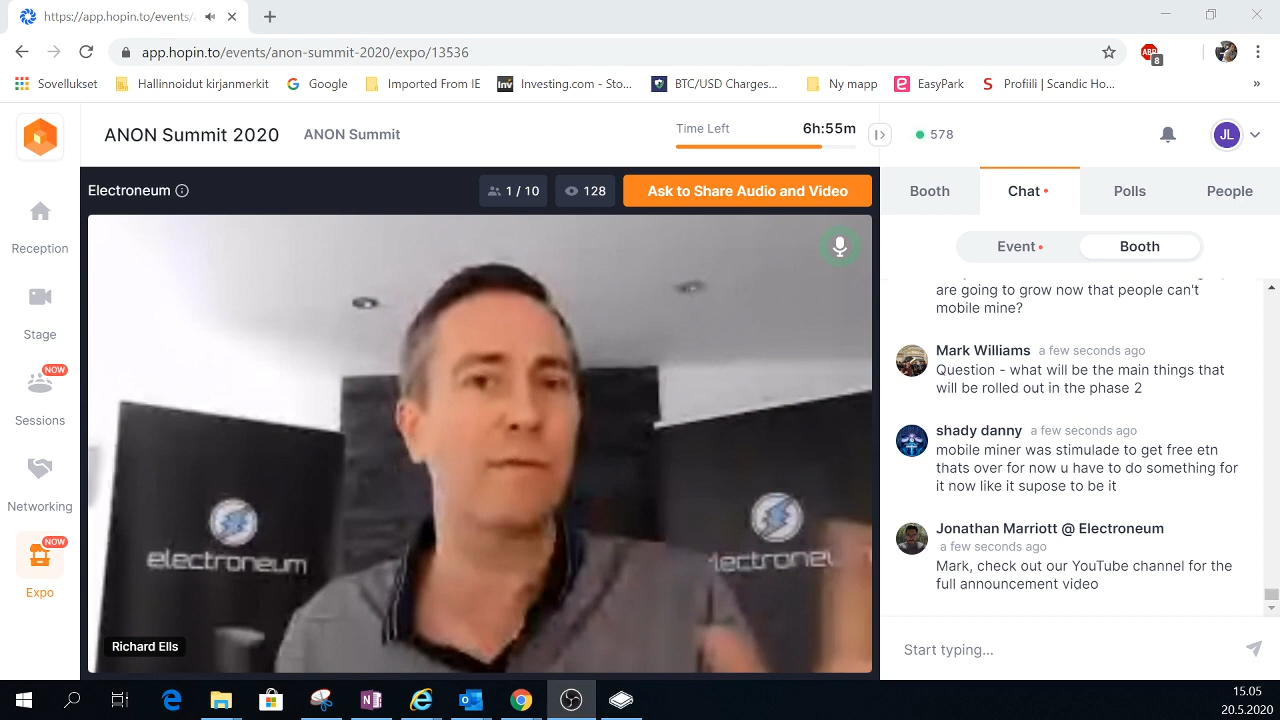 https://app.hopin.to/events/
app.hopin.to/events/anon-summit-2020/expo/13536
ABP
8
Sovellukset
Hallinnoidut kirjanmerkit
Google
Imported From IE
Inv
Investing.com - Sto...
BTC/USD Charges...
Ny mapp
EasyPark
Profiili | Scandic Ho...
»
ANON Summit 2020
ANON Summit
Time Left
6h:55m
578
JL
Electroneum
1 / 10
128
Ask to Share Audio and Video
Booth
Chat
Polls
People
Event
Booth
Reception
Stage
NOW
Sessions
Networking
NOW
Expo
electroneum
electroneum
Richard Ells
are going to grow now that people can't
mobile mine?
Mark Williams a few seconds ago
Question - what will be the main things that
will be rolled out in the phase 2
shady danny a few seconds ago
mobile miner was stimulade to get free etn
thats over for now u have to do something for
it now like it supose to be it
Jonathan Marriott @ Electroneum
a few seconds ago
Mark, check out our YouTube channel for the
full announcement video
Start typing...
15.05
20.5.2020